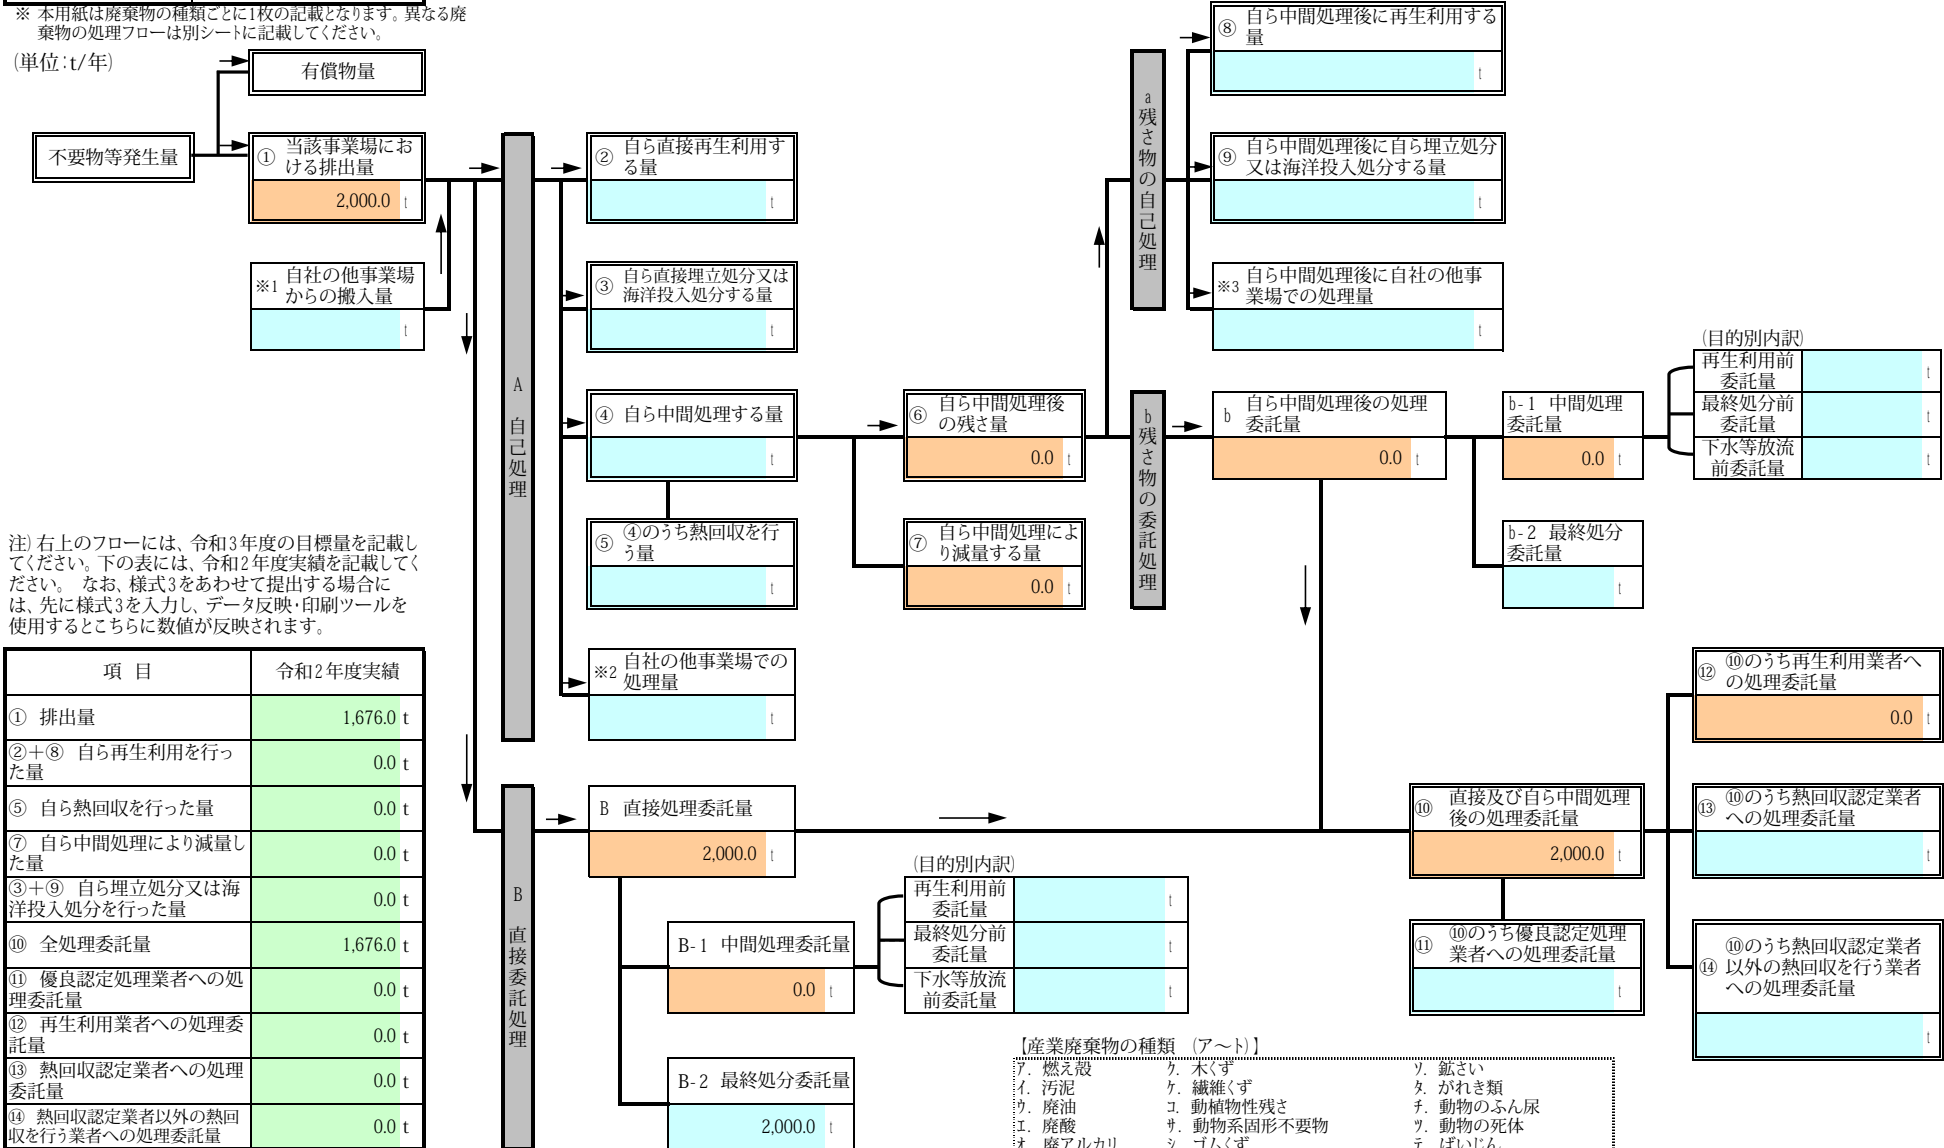 ※ 本用紙は廃棄物の種類ごとに1枚の記載となります。異なる廃
棄物の処理フローは別シートに記載してください。
(単位:t/年)
有償物量
不要物等発生量
① 当該事業場にお
ける排出量
2,000.0 t
※1 自社の他事業場
からの搬入量
t
A 自己処理
② 自ら直接再生利用す
る量
t
③ 自ら直接埋立処分又は
海洋投入処分する量
t
④ 自ら中間処理する量
t
⑤ ④のうち熱回収を行
う量
t
※2 自社の他事業場での
処理量
t
⑥ 自ら中間処理後
の残さ量
0.0 t
⑦ 自ら中間処理によ
り減量する量
0.0 t
a 残さ物の自己処理
⑧ 自ら中間処理後に再生利用する
量
t
⑨ 自ら中間処理後に自ら埋立処分
又は海洋投入処分する量
t
※3 自ら中間処理後に自社の他事
業場での処理量
t
b 残さ物の委託処理
b 自ら中間処理後の処理
委託量
0.0 t
b-1 中間処理
委託量
0.0 t
(目的別内訳)
再生利用前
委託量
t
最終処分前
委託量
t
下水等放流
前委託量
t
b-2 最終処分
委託量
t
注) 右上のフローには、令和3年度の目標量を記載し
てください。下の表には、令和2年度実績を記載してく
ださい。 なお、様式3をあわせて提出する場合に
は、先に様式3を入力し、データ反映・印刷ツールを
使用するとこちらに数値が反映されます。
項 目 令和2年度実績
① 排出量 1,676.0 t
②+⑧ 自ら再生利用を行っ
た量
0.0 t
⑤ 自ら熱回収を行った量 0.0 t
⑦ 自ら中間処理により減量し
た量
0.0 t
③+⑨ 自ら埋立処分又は海
洋投入処分を行った量
0.0 t
⑩ 全処理委託量 1,676.0 t
⑪ 優良認定処理業者への処
理委託量
0.0 t
⑫ 再生利用業者への処理委
託量
0.0 t
⑬ 熱回収認定業者への処理
委託量
0.0 t
⑭ 熱回収認定業者以外の熱回
収を行う業者への処理委託量
0.0 t
B 直接委託処理
B 直接処理委託量
2,000.0 t
B-1 中間処理委託量
0.0 t
(目的別内訳)
再生利用前
委託量
t
最終処分前
委託量
t
下水等放流
前委託量
t
B-2 最終処分委託量
2,000.0 t
⑩ 直接及び自ら中間処理
後の処理委託量
2,000.0 t
⑪ ⑩のうち優良認定処理
業者への処理委託量
t
⑫ ⑩のうち再生利用業者へ
の処理委託量
0.0 t
⑬ ⑩のうち熱回収認定業者
への処理委託量
t
⑭ ⑩のうち熱回収認定業者
以外の熱回収を行う業者
への処理委託量
t
【産業廃棄物の種類 (ア~ト)】
ア. 燃え殻 ク. 木くず ソ. 鉱さい
イ. 汚泥 ケ. 繊維くず タ. がれき類
ウ. 廃油 コ. 動植物性残さ チ. 動物のふん尿
エ. 廃酸 サ. 動物系固形不要物 ツ. 動物の死体
オ. 廃アルカリ シ. ゴムくず テ. ばいじん